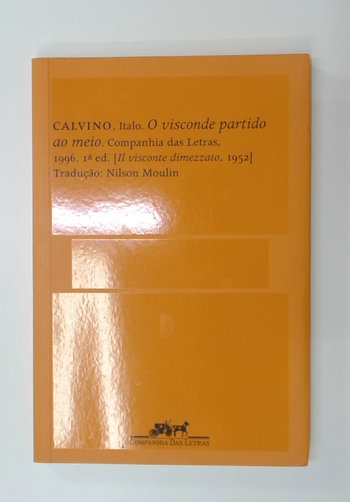 CALVINO, Italo. O visconde partido
ao meio. Companhia das Letras,
1996. 1ª ed. [Il visconte dimezzato, 1952]
Tradução: Nilson Moulin
COMPANHIA DAS LETRAS